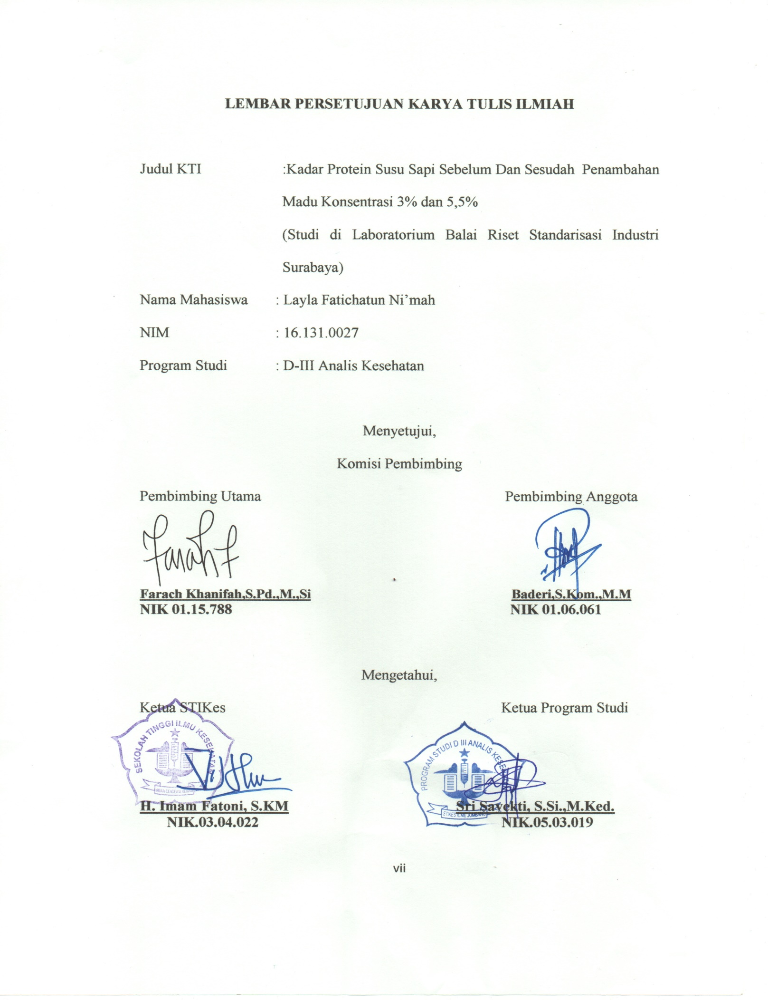 LEMBAR PERSETUJUAN KARYA TULIS ILMIAH
Judul KTI :Kadar Protein Susu Sapi Sebelum Dan Sesudah Penambahan
Madu Konsentrasi 3% dan 5,5%
(Studi di Laboratorium Balai Riset Standarisasi Industri
Surabaya)
Nama Mahasiswa : Layla Fatichatun Ni’mah
NIM : 16.131.0027
Program Studi : D-III Analis Kesehatan
Menyetujui,
Komisi Pembimbing
Pembimbing Utama Pembimbing Anggota
Farach Khanifah,S.Pd.,M.,Si Baderi,S.Kom.,M.M
NIK 01.15.788 NIK 01.06.061
Mengetahui,
Ketua STIKes Ketua Program Studi
SEKOLAH TINGGI ILMU KESEHATAN
PROGRAM STUDI D III ANALIS
STIKES ICME JOMBANG
H. Imam Fatoni, S.KM Sri Sayekti, S.Si.,M.Ked.
NIK.03.04.022 NIK.05.03.019
vii